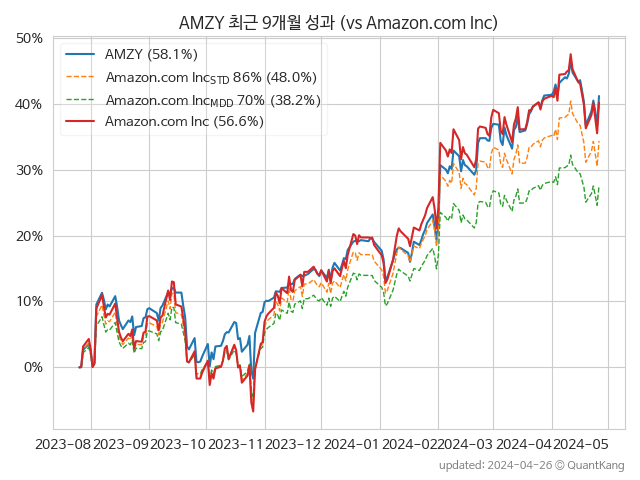 AMZY 최근 9개월 성과 (vs Amazon.com Inc)
50%
40%
30%
20%
10%
0%
AMZY (58.1%)
Amazon.com IncSTD 86% (48.0%)
Amazon.com IncMDD 70% (38.2%)
Amazon.com Inc (56.6%)
2023-08 2023-09 2023-10 2023-11 2023-12 2024-01 2024-02 2024-03 2024-04 2024-05
updated: 2024-04-26 © QuantKang